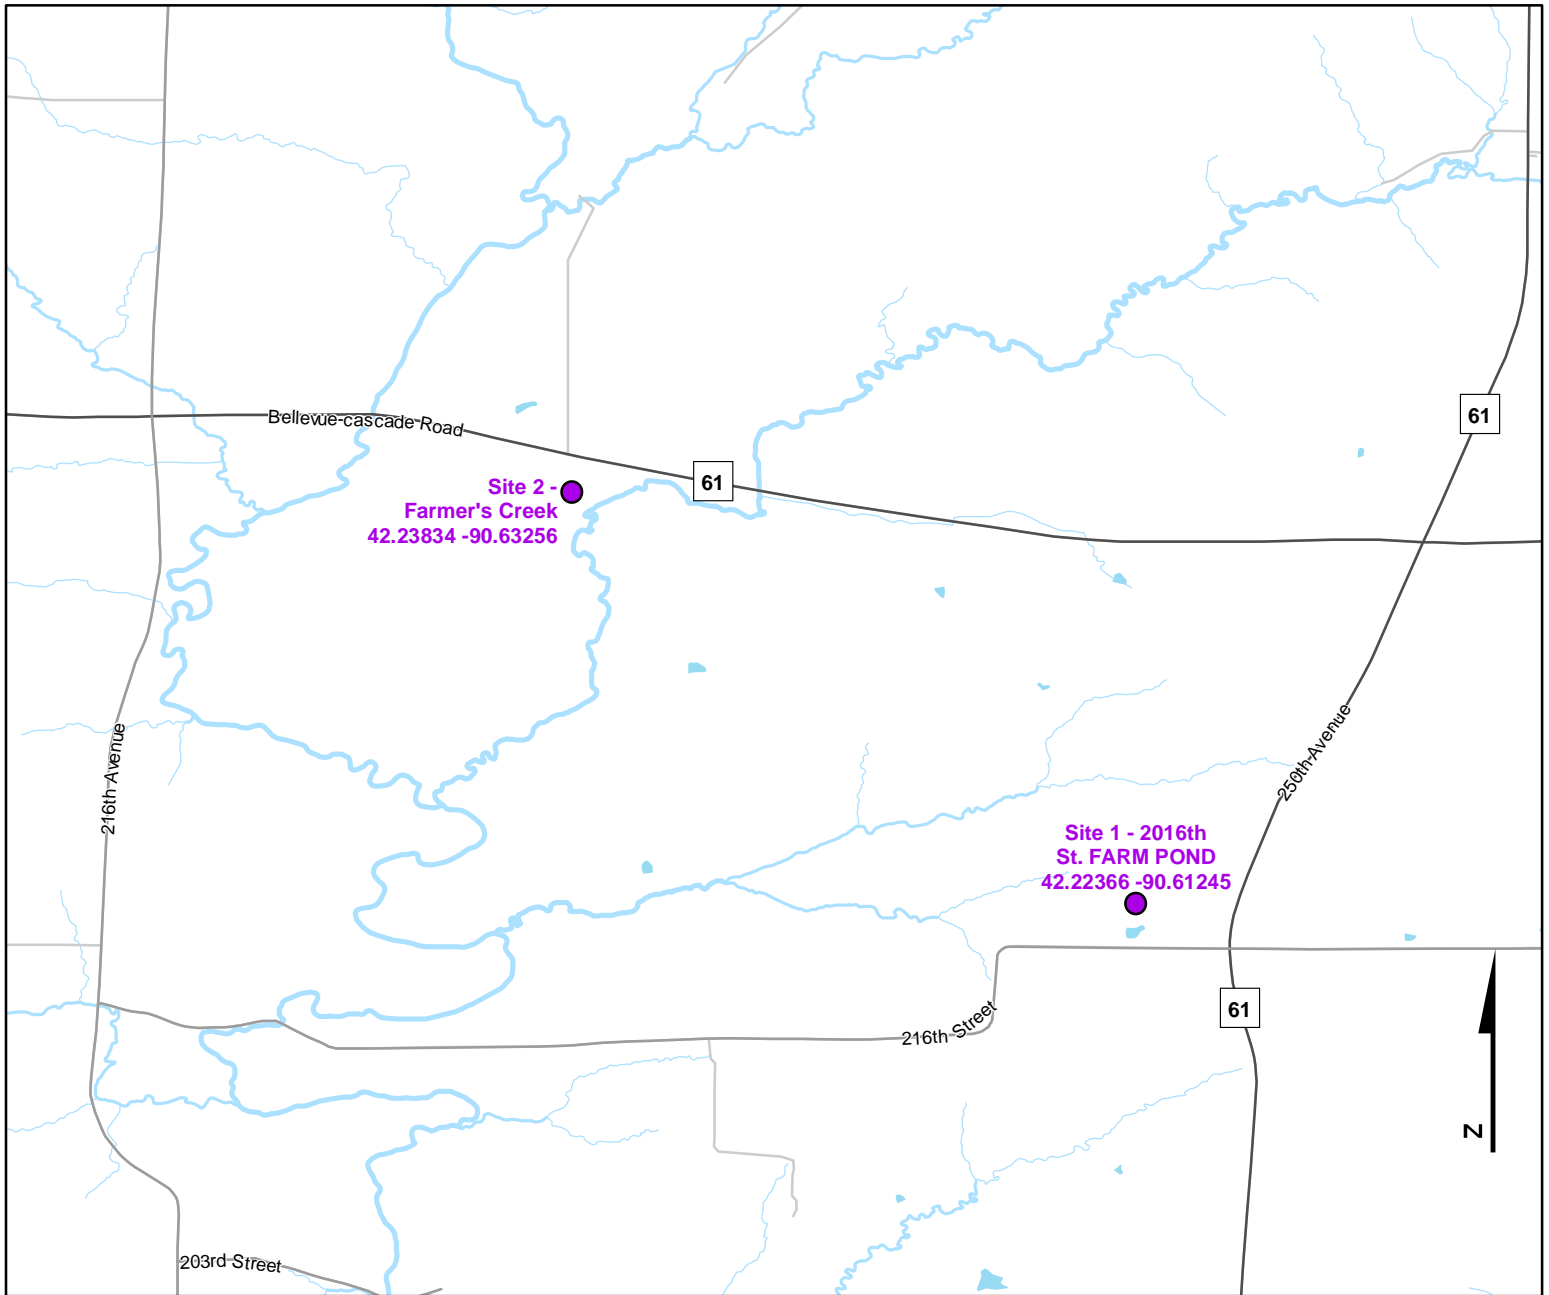 61
Bellevue-cascade Road
61
Site 2 -
Farmer's Creek
42.23834 -90.63256
250th Avenue
216th Avenue
Site 1 - 2016th
St. FARM POND
42.22366 -90.61245
61
216th Street
N
203rd Street